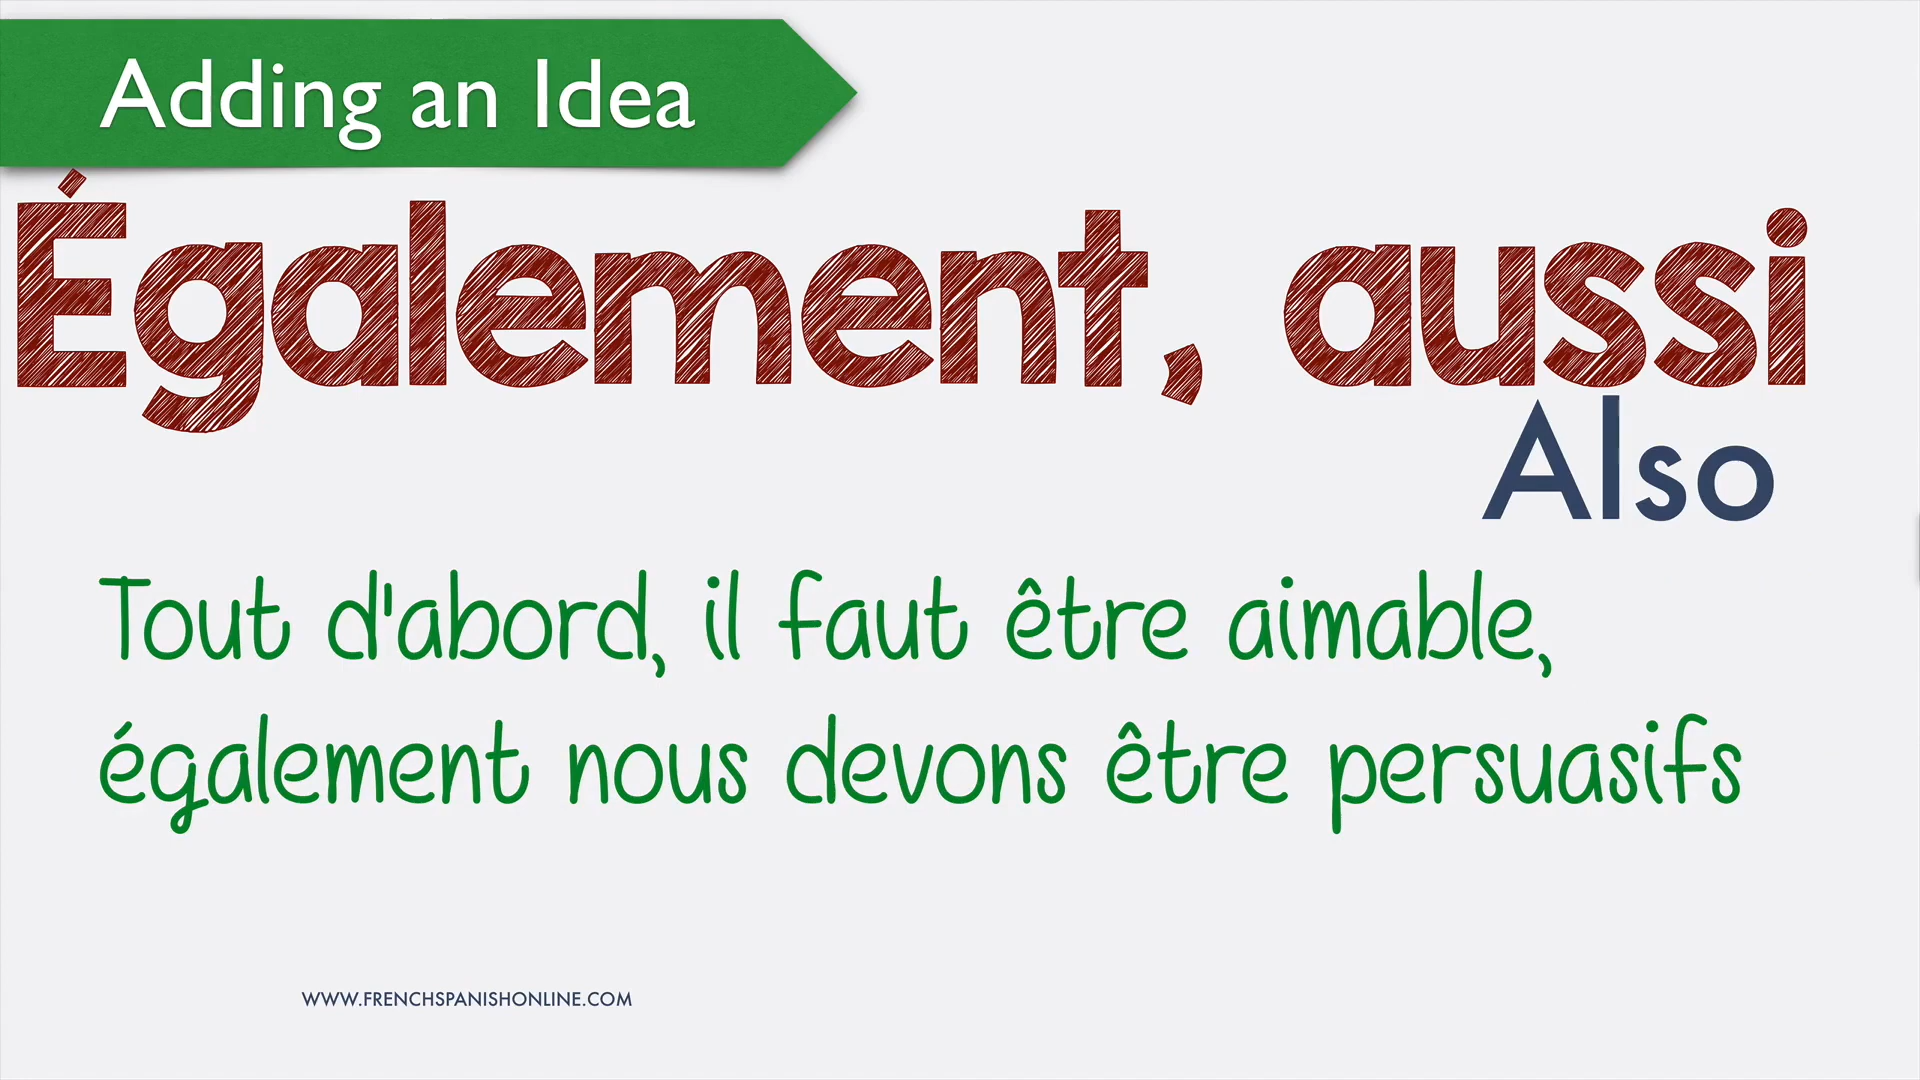 Adding an Idea
Également, aussi
Also
Tout d'abord, il faut être aimable,
également nous devons être persuasifs
WWW.FRENCHSPANISHONLINE.COM